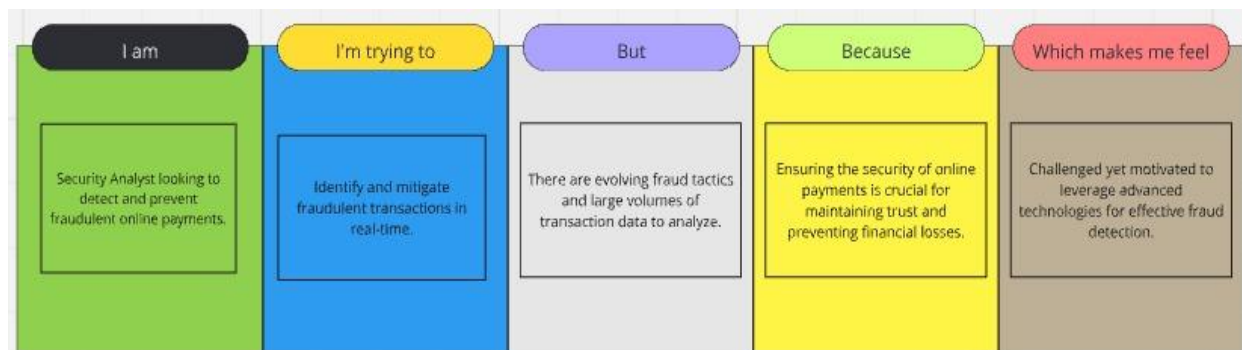 I am
I'm trying to
But
Because
Which makes me feel
Security Analyst looking to
detect and prevent
fraudulent online payments.
Identify and mitigate
fraudulent transactions in
real-time.
There are evolving fraud tactics
and large volumes of
transaction data to analyze.
Ensuring the security of online
payments is crucial for
maintaining trust and
preventing financial losses.
Challenged yet motivated to
leverage advanced
technologies for effective fraud
detection.